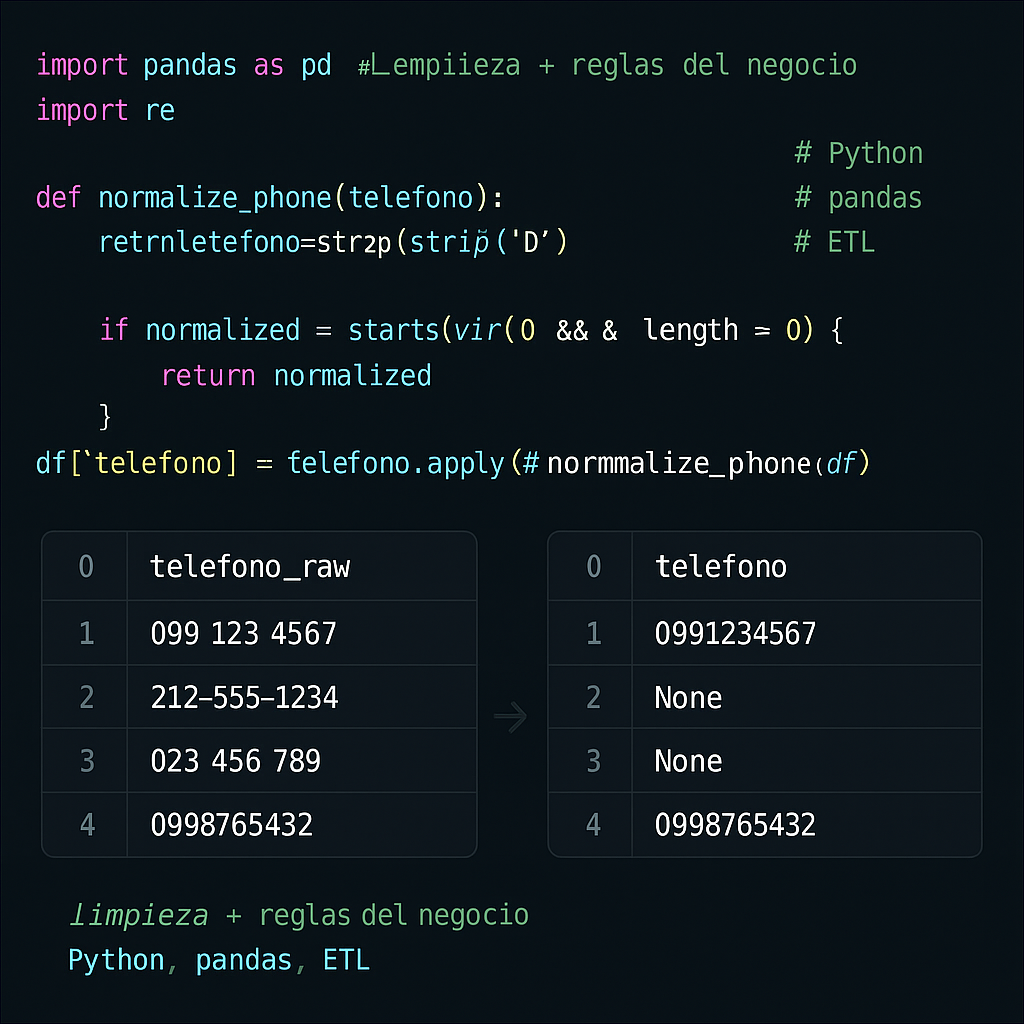 import pandas as pd #Lempiieza + reglas del negocio
import re
# Python
def normalize_phone(telefono): # pandas
retrnletefono=str2p(strip('D’) # ETL
if normalized = starts(vir(0 && & length = 0) {
return normalized
}
df[‵telefono] = felefono.apply(# normmalize_phone(df)
0 telefono_raw
1 099 123 4567
2 212–555–1234
3 023 456 789
4 0998765432
→
0 telefono
1 0991234567
2 None
3 None
4 0998765432
Limpieza + reglas del negocio
Python, pandas, ETL